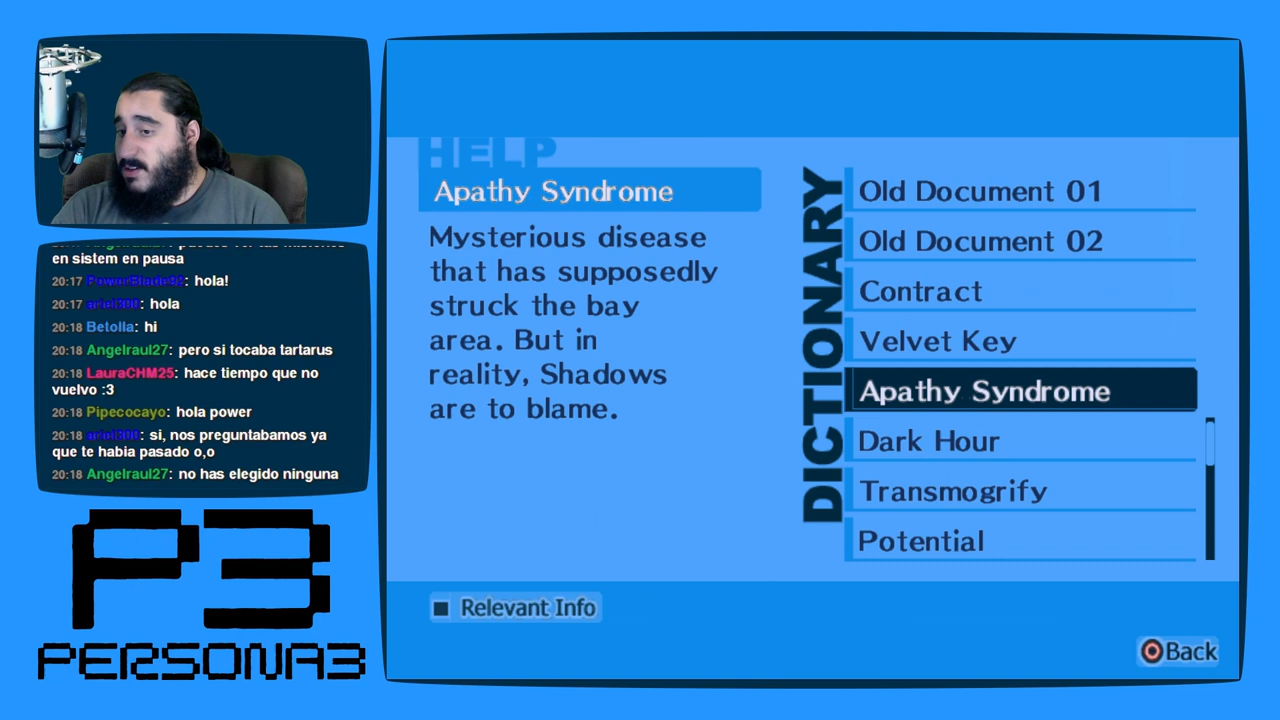 en sistem en pausa
20:17 PowerBlade92: hola!
20:17 ariel300: hola
20:18 Betolla: hi
20:18 Angelraul27: pero si tocaba tartarus
20:18 LauraCHM25: hace tiempo que no
vuelvo :3
20:18 Pipecocayo: hola power
20:18 ariel300: si, nos preguntabamos ya
que te habia pasado o,o
20:18 Angelraul27: no has elegido ninguna
P3
PERSONA3
HELP
Apathy Syndrome
Mysterious disease
that has supposedly
struck the bay
area. But in
reality, Shadows
are to blame.
DICTIONARY
Old Document 01
Old Document 02
Contract
Velvet Key
Apathy Syndrome
Dark Hour
Transmogrify
Potential
Relevant Info
Back